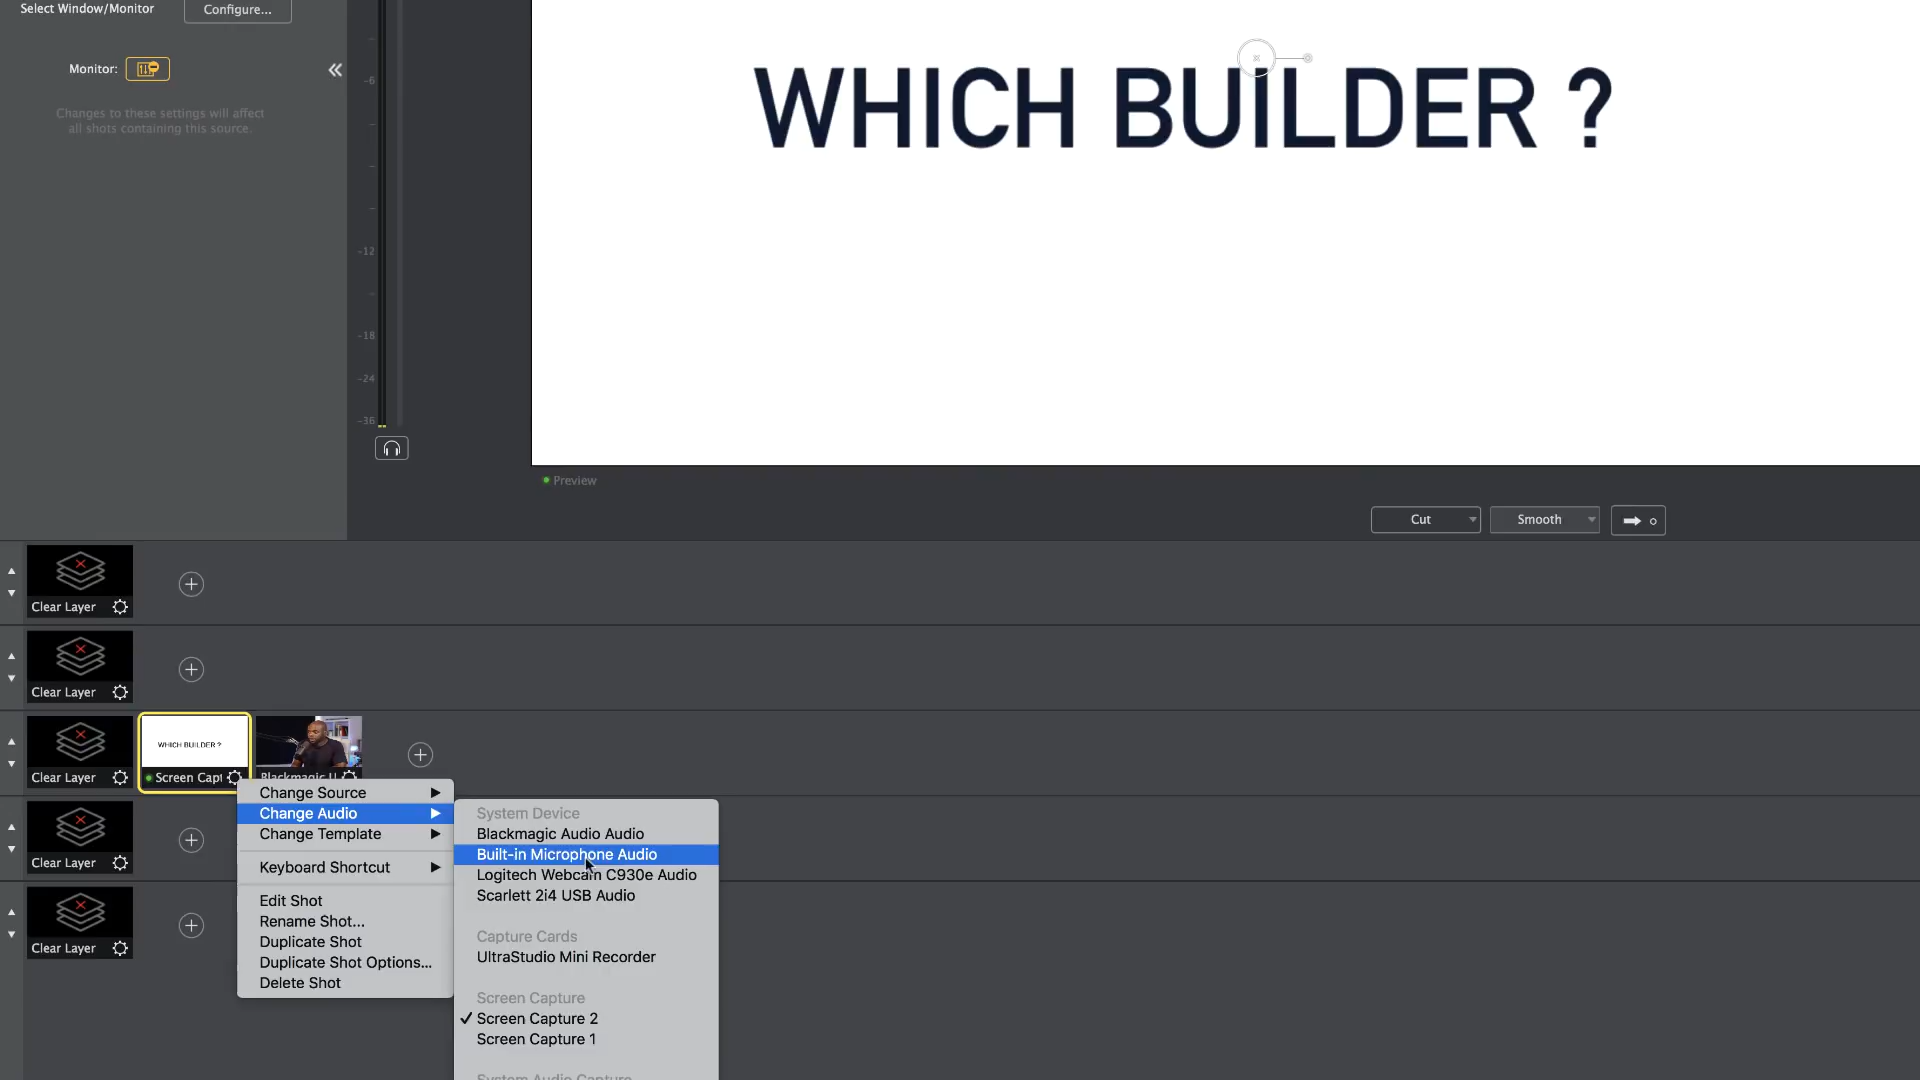 Select Window/Monitor
Configure...
Monitor:
Changes to these settings will affect
all shots containing this source.
-6
-12
-18
-24
-36
WHICH BUILDER ?
Preview
Cut
Smooth
Clear Layer
Clear Layer
Clear Layer
WHICH BUILDER ?
Screen Capt
Blackmagic U
Clear Layer
Clear Layer
Change Source
Change Audio
Change Template
Keyboard Shortcut
Edit Shot
Rename Shot...
Duplicate Shot
Duplicate Shot Options...
Delete Shot
System Device
Blackmagic Audio Audio
Built-in Microphone Audio
Logitech Webcam C930e Audio
Scarlett 2i4 USB Audio
Capture Cards
UltraStudio Mini Recorder
Screen Capture
Screen Capture 2
Screen Capture 1
System Audio Capture